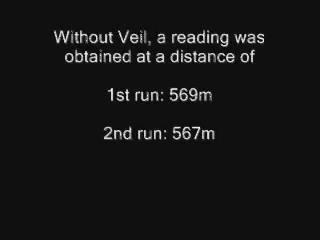 Without Veil, a reading was
obtained at a distance of
1st run: 569m
2nd run: 567m